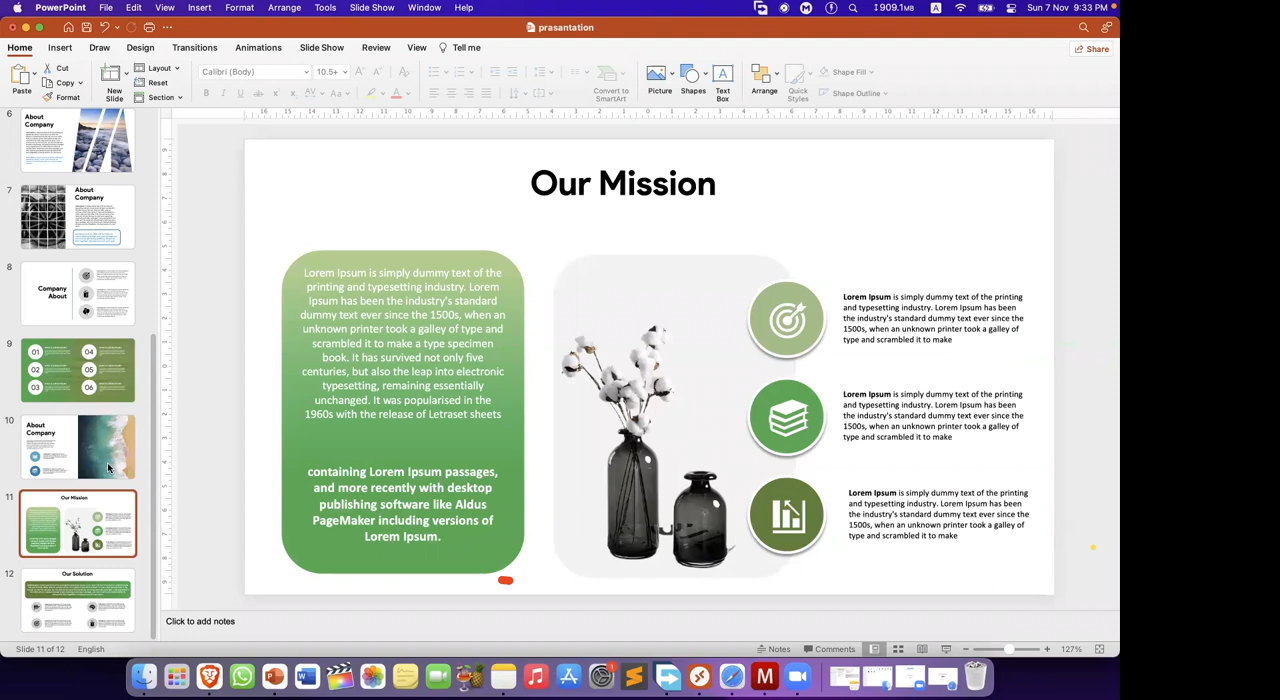 PowerPoint File Edit View Insert Format Arrange Tools Slide Show Window Help
909.1MB A Sun 7 Nov 9:33 PM
prasantation
Home Insert Draw Design Transitions Animations Slide Show Review View Tell me Share
Paste Cut Copy Format
New Slide Layout Reset Section
Calibri (Body) 10.5
Convert to SmartArt
Picture Shapes Text Box Arrange Quick Styles Shape Fill Shape Outline
6
About
Company
7
About
Company
8
Company
About
9
01 04
02 05
03 06
10
About
Company
11
Our Mission
12
Our Solution
Our Mission
Lorem Ipsum is simply dummy text of the
printing and typesetting industry. Lorem
Ipsum has been the industry's standard
dummy text ever since the 1500s, when an
unknown printer took a galley of type and
scrambled it to make a type specimen
book. It has survived not only five
centuries, but also the leap into electronic
typesetting, remaining essentially
unchanged. It was popularised in the
1960s with the release of Letraset sheets
containing Lorem Ipsum passages,
and more recently with desktop
publishing software like Aldus
PageMaker including versions of
Lorem Ipsum.
Lorem Ipsum is simply dummy text of the printing
and typesetting industry. Lorem Ipsum has been
the industry's standard dummy text ever since the
1500s, when an unknown printer took a galley of
type and scrambled it to make
Lorem Ipsum is simply dummy text of the printing
and typesetting industry. Lorem Ipsum has been
the industry's standard dummy text ever since the
1500s, when an unknown printer took a galley of
type and scrambled it to make
Lorem Ipsum is simply dummy text of the printing
and typesetting industry. Lorem Ipsum has been
the industry's standard dummy text ever since the
1500s, when an unknown printer took a galley of
type and scrambled it to make
Click to add notes
Slide 11 of 12 English Notes Comments 127%